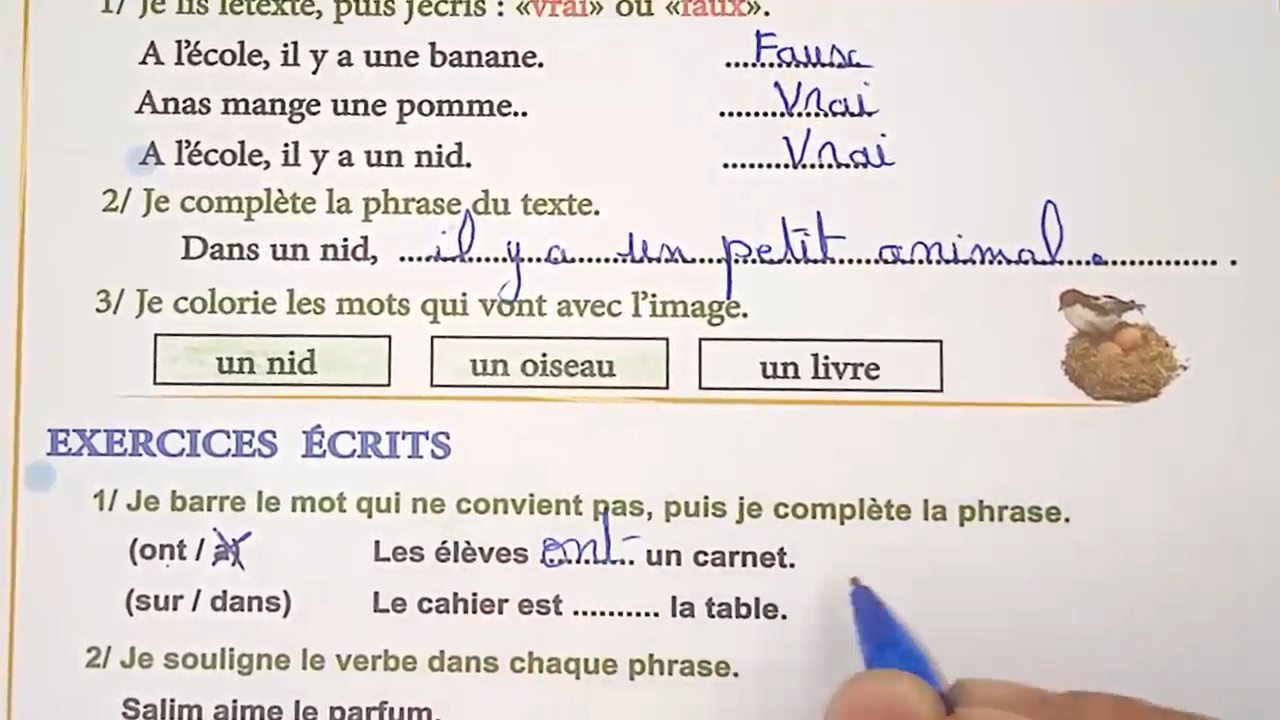 1/ Je lis letexte, puis j'écris : «vrai» ou «faux».
A l'école, il y a une banane. ........Faux
Anas mange une pomme.. ........Vrai
A l'école, il y a un nid. ........Vrai
2/ Je complète la phrase du texte.
Dans un nid, ....il y a un petit animal. .
3/ Je colorie les mots qui vont avec l'image.
un nid un oiseau un livre
EXERCICES ÉCRITS
1/ Je barre le mot qui ne convient pas, puis je complète la phrase.
(ont / a) Les élèves ont un carnet.
(sur / dans) Le cahier est .......... la table.
2/ Je souligne le verbe dans chaque phrase.
Salim aime le parfum.